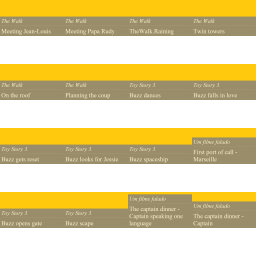 The Walk
Meeting Jean-Louis
The Walk
Meeting Papa Rudy
The Walk
TheWalk.Raining
The Walk
Twin towers
The Walk
On the roof
The Walk
Planning the coup
Toy Story 3
Buzz dances
Toy Story 3
Buzz falls in love
Toy Story 3
Buzz gets reset
Toy Story 3
Buzz looks for Jessie
Toy Story 3
Buzz spaceship
Um filme falado
First port of call -
Marseille
Toy Story 3
Buzz opens gate
Toy Story 3
Buzz scape
Um filme falado
The captain dinner -
Captain speaking one
language
Um filme falado
The captain dinner -
Captain